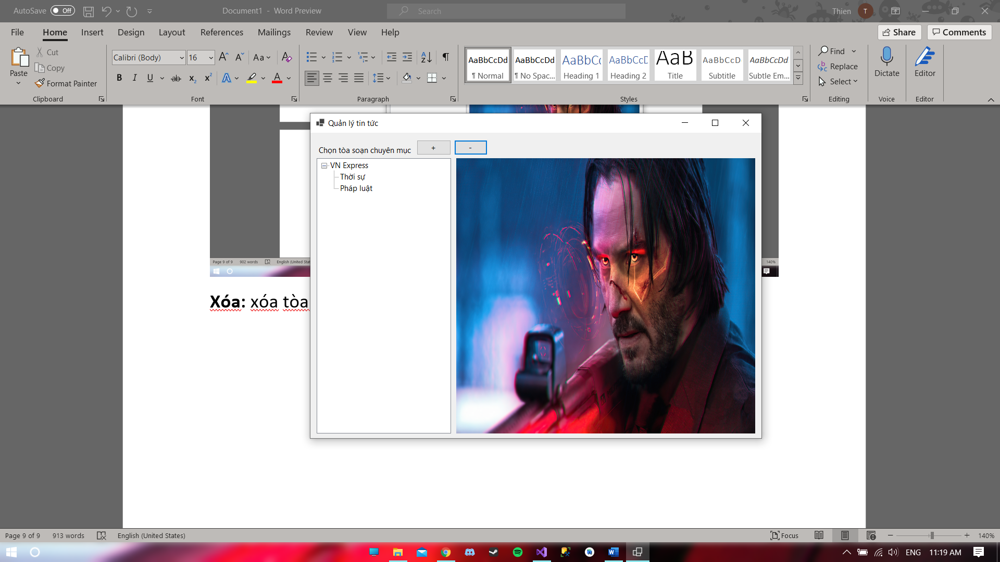 AutoSave Off Document1 - Word Preview Search Thien T
File Home Insert Design Layout References Mailings Review View Help Share Comments
Paste Cut Copy Format Painter Clipboard
Calibri (Body) 16 Aa
B I U ab x₂ x² A A Font
Paragraph
AaBbCcDd AaBbCcDd AaBbCc AaBbCcD AaB AaBbCcD AaBbCcDd
¶ Normal ¶ No Spac... Heading 1 Heading 2 Title Subtitle Subtle Em...
Styles
Find Replace Select Editing
Dictate Voice
Editor Editor
Quản lý tin tức
Chọn tòa soạn chuyên mục + -
VN Express
Thời sự
Pháp luật
Page 9 of 9 902 words English (United Stat 140%
Xóa: xóa tòa
Page 9 of 9 913 words English (United States) Focus 140%
ENG 11:19 AM